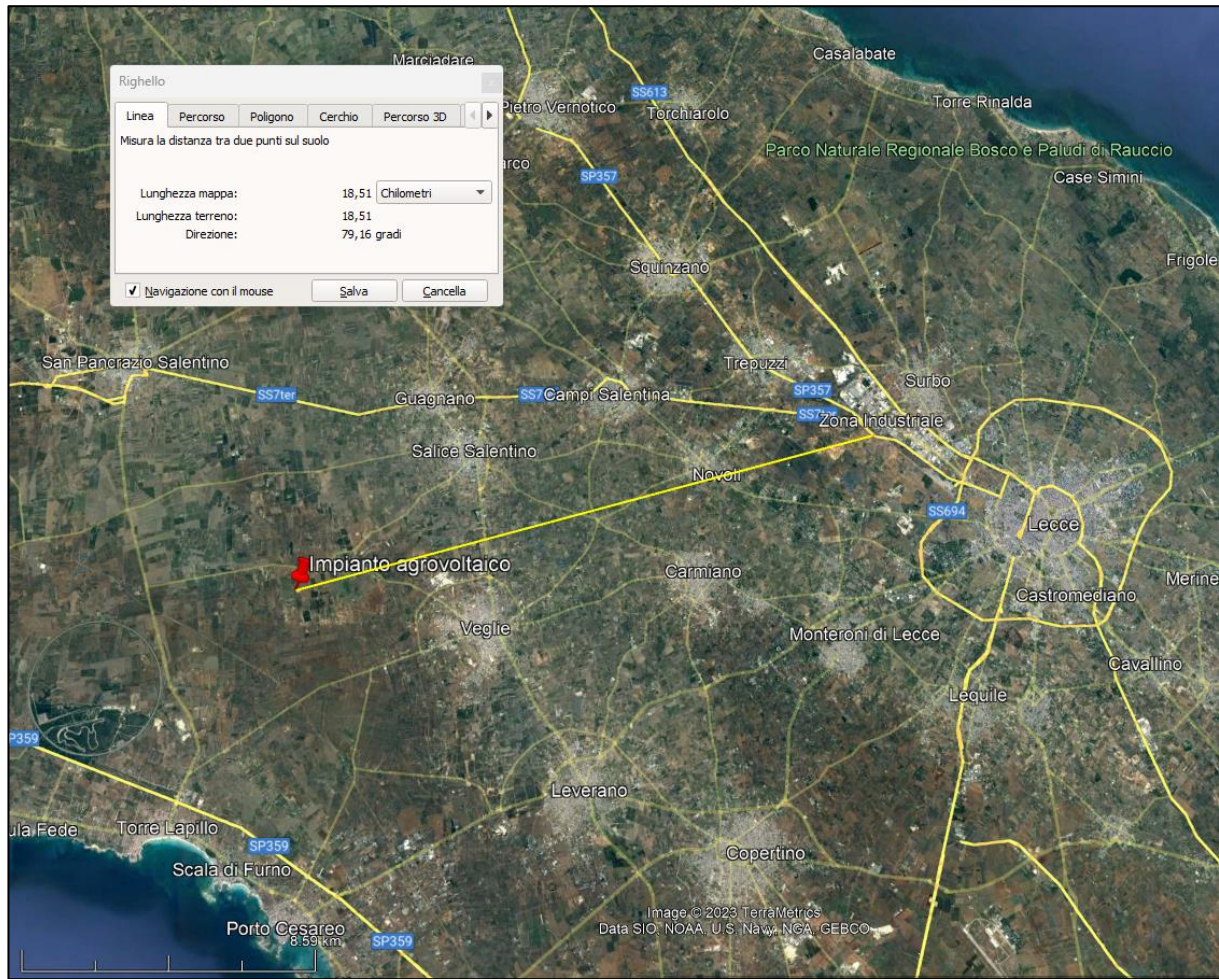 Marciadare
Casalabate
Righello
Linea Percorso Poligono Cerchio Percorso 3D
Misura la distanza tra due punti sul suolo
Lunghezza mappa: 18,51 Chilometri
Lunghezza terreno: 18,51
Direzione: 79,16 gradi
Navigazione con il mouse Salva Cancella
SS613
Pietro Vernotico
Torchiarolo
Torre Rinalda
Parco Naturale Regionale Bosco e Paludi di Rauccio
arco
SP357
Case Simini
Squinzano
Frigole
San Pancrazio Salentino
Trepuzzi
Surbo
SS7ter
Guagnano
Campi Salentina
SP357
SS7ter
Zona Industriale
Salice Salentino
Novoli
SS694
Lecce
Impianto agrovoltaico
Carmiano
Merine
Castromediano
Veglie
Monteroni di Lecce
Cavallino
Lequile
SP359
Leverano
ula Fede
Torre Lapillo
SP359
Scala di Furno
Copertino
Porto Cesareo
8.59 km
SP359
Image © 2023 TerraMetrics
Data SIO, NOAA, U.S. Navy, NGA, GEBCO